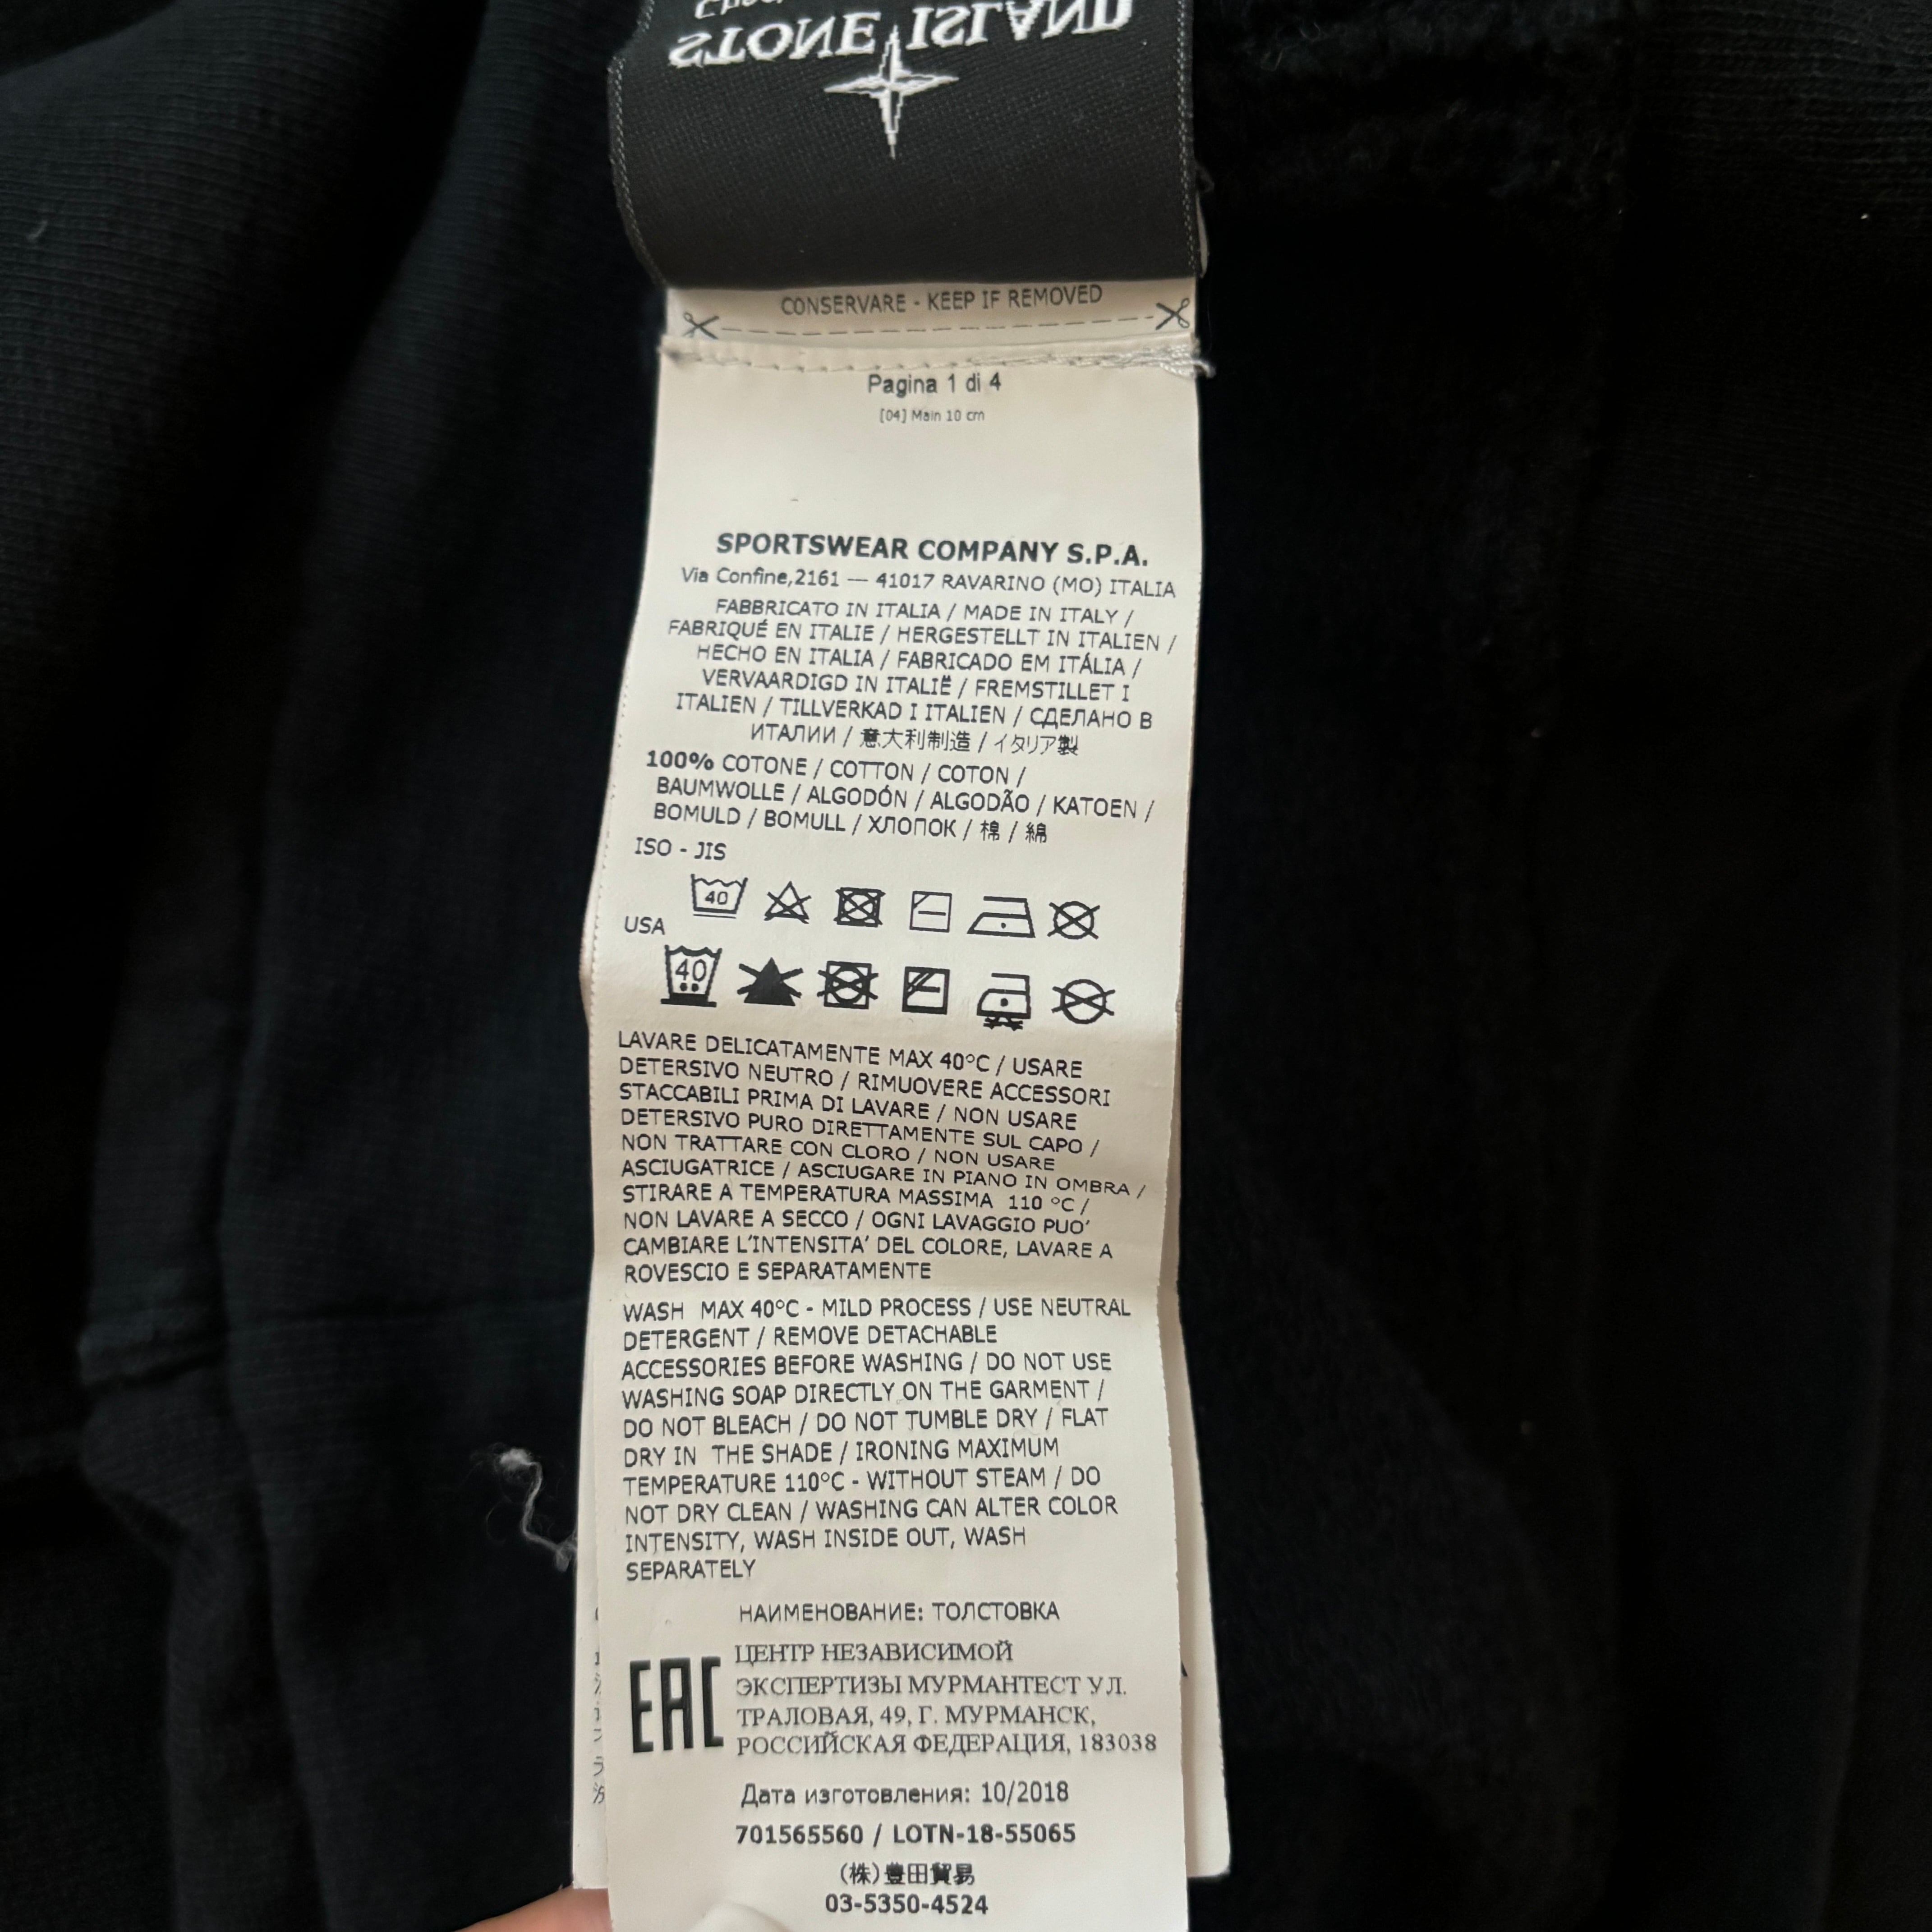 STONE ISLAND
CONSERVARE - KEEP IF REMOVED
Pagina 1 di 4
[04] Main 10 cm
SPORTSWEAR COMPANY S.P.A.
Via Confine,2161 — 41017 RAVARINO (MO) ITALIA
FABBRICATO IN ITALIA / MADE IN ITALY /
FABRIQUÉ EN ITALIE / HERGESTELLT IN ITALIEN /
HECHO EN ITALIA / FABRICADO EM ITÁLIA /
VERVAARDIGD IN ITALIË / FREMSTILLET I
ITALIEN / TILLVERKAD I ITALIEN / СДЕЛАНО В
ИТАЛИИ / 意大利制造 / イタリア製
100% COTONE / COTTON / COTON /
BAUMWOLLE / ALGODÓN / ALGODÃO / KATOEN /
BOMULD / BOMULL / ХЛОПОК / 棉 / 綿
ISO - JIS
40
USA
40
LAVARE DELICATAMENTE MAX 40°C / USARE
DETERSIVO NEUTRO / RIMUOVERE ACCESSORI
STACCABILI PRIMA DI LAVARE / NON USARE
DETERSIVO PURO DIRETTAMENTE SUL CAPO /
NON TRATTARE CON CLORO / NON USARE
ASCIUGATRICE / ASCIUGARE IN PIANO IN OMBRA /
STIRARE A TEMPERATURA MASSIMA 110 °C /
NON LAVARE A SECCO / OGNI LAVAGGIO PUO'
CAMBIARE L'INTENSITA' DEL COLORE, LAVARE A
ROVESCIO E SEPARATAMENTE
WASH MAX 40°C - MILD PROCESS / USE NEUTRAL
DETERGENT / REMOVE DETACHABLE
ACCESSORIES BEFORE WASHING / DO NOT USE
WASHING SOAP DIRECTLY ON THE GARMENT /
DO NOT BLEACH / DO NOT TUMBLE DRY / FLAT
DRY IN THE SHADE / IRONING MAXIMUM
TEMPERATURE 110°C - WITHOUT STEAM / DO
NOT DRY CLEAN / WASHING CAN ALTER COLOR
INTENSITY, WASH INSIDE OUT, WASH
SEPARATELY
НАИМЕНОВАНИЕ: ТОЛСТОВКА
EAC
ЦЕНТР НЕЗАВИСИМОЙ
ЭКСПЕРТИЗЫ МУРМАНТЕСТ УЛ.
ТРАЛОВАЯ, 49, Г. МУРМАНСК,
РОССИЙСКАЯ ФЕДЕРАЦИЯ, 183038
Дата изготовления: 10/2018
701565560 / LOTN-18-55065
(株)豊田貿易
03-5350-4524